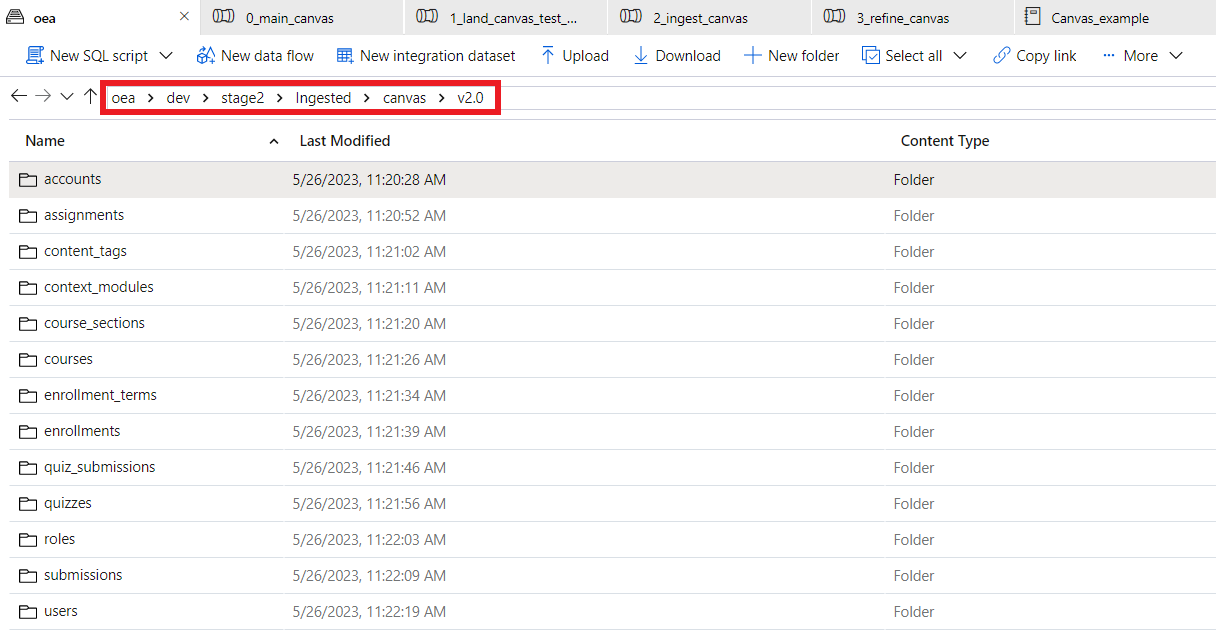 oea 0_main_canvas 1_land_canvas_test_... 2_ingest_canvas 3_refine_canvas Canvas_example
New SQL script New data flow New integration dataset Upload Download New folder Select all Copy link ... More
oea > dev > stage2 > Ingested > canvas > v2.0
Name Last Modified Content Type
accounts 5/26/2023, 11:20:28 AM Folder
assignments 5/26/2023, 11:20:52 AM Folder
content_tags 5/26/2023, 11:21:02 AM Folder
context_modules 5/26/2023, 11:21:11 AM Folder
course_sections 5/26/2023, 11:21:20 AM Folder
courses 5/26/2023, 11:21:26 AM Folder
enrollment_terms 5/26/2023, 11:21:34 AM Folder
enrollments 5/26/2023, 11:21:39 AM Folder
quiz_submissions 5/26/2023, 11:21:46 AM Folder
quizzes 5/26/2023, 11:21:56 AM Folder
roles 5/26/2023, 11:22:03 AM Folder
submissions 5/26/2023, 11:22:09 AM Folder
users 5/26/2023, 11:22:19 AM Folder